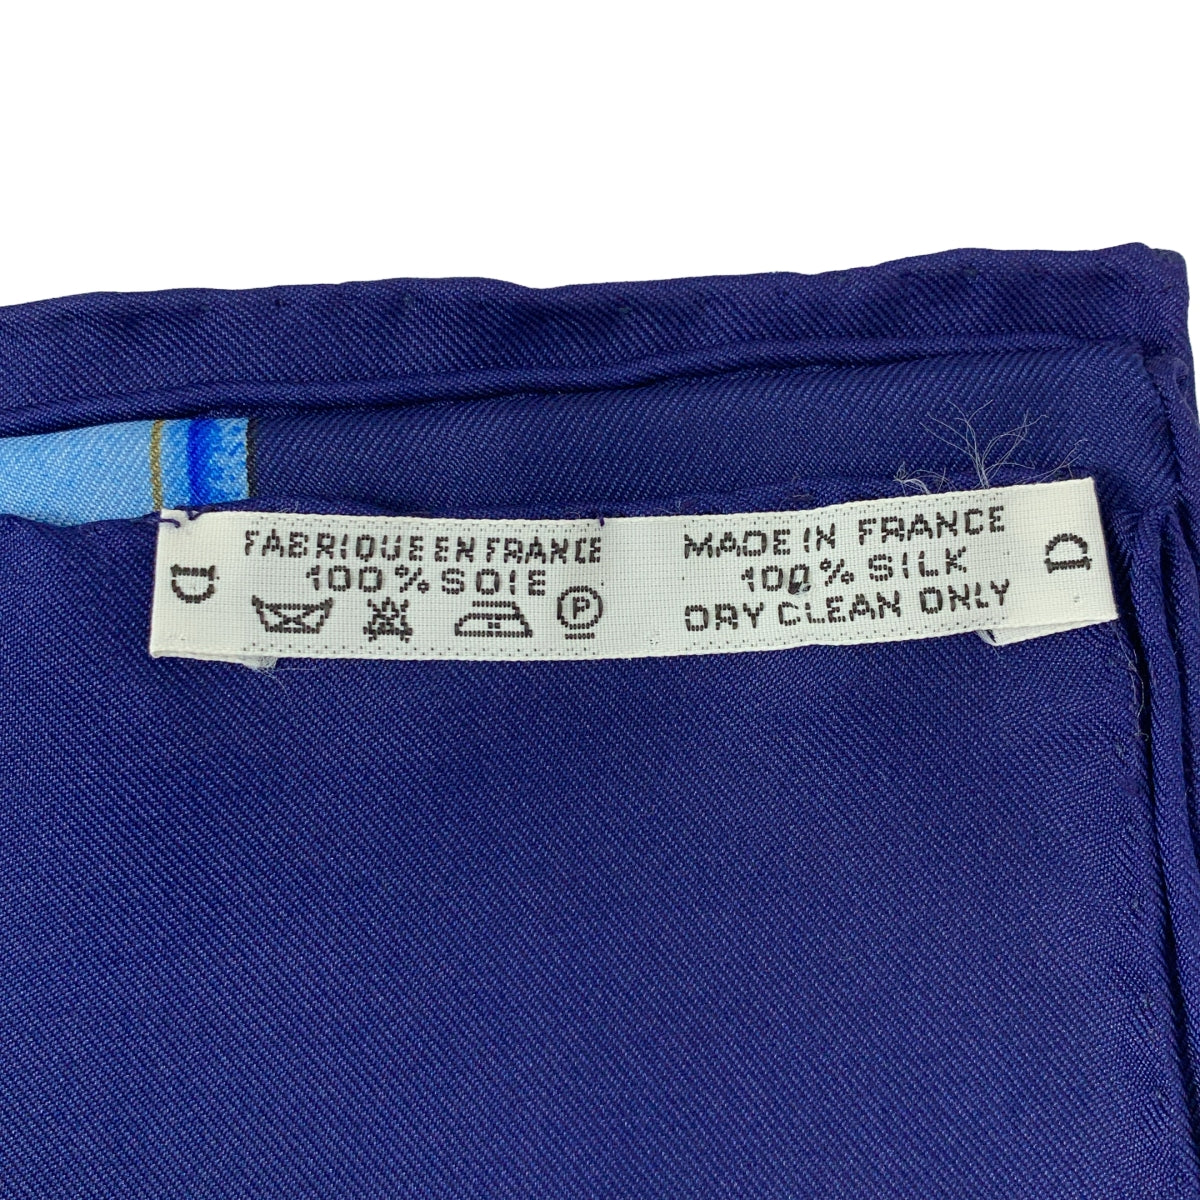 D
FABRIQUE EN FRANCE
100% SOIE
P
MADE IN FRANCE
100% SILK
DRY CLEAN ONLY
D